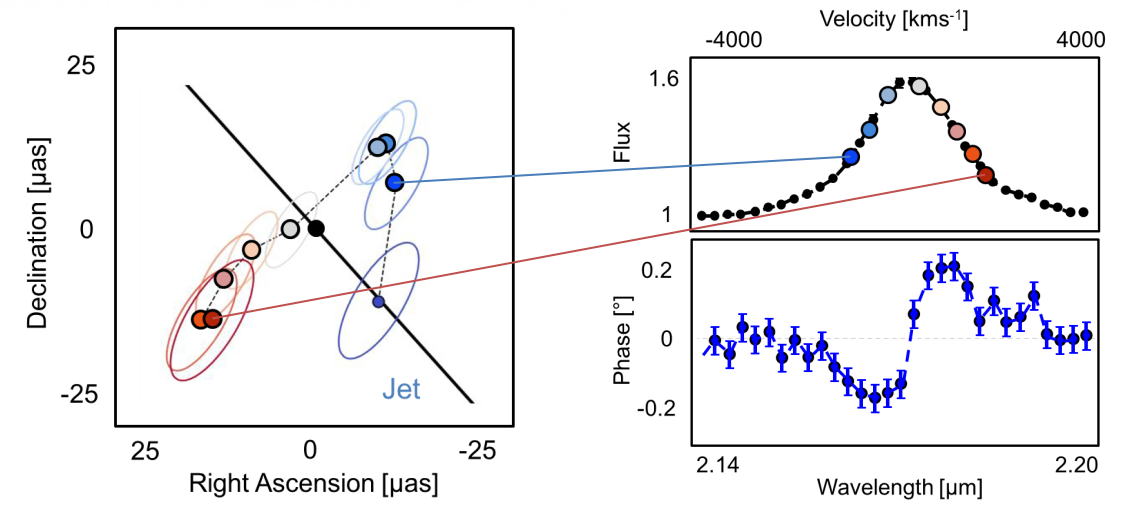 Velocity [kms-1]
-4000 4000
25
0
-25
Declination [µas]
Jet
25 0 -25
Right Ascension [µas]
1.6
Flux
1
0.2
Phase [°]
0
-0.2
2.14 2.20
Wavelength [µm]